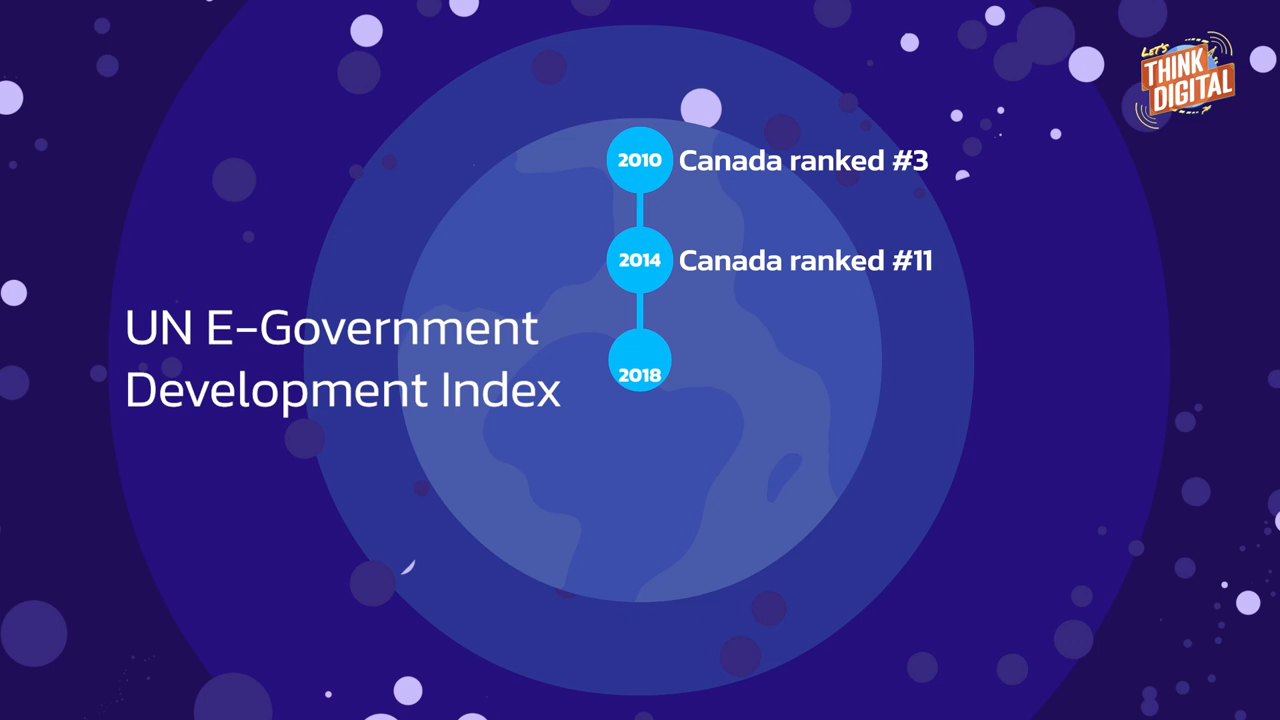 LET'S
THINK
DIGITAL
2010 Canada ranked #3
2014 Canada ranked #11
UN E-Government
Development Index
2018